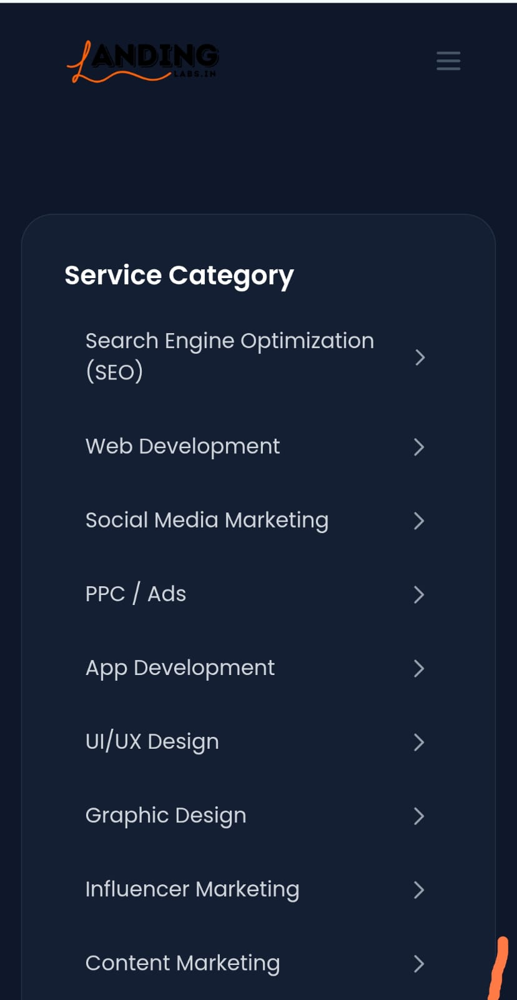 LANDING
LABS.IN
Service Category
Search Engine Optimization
(SEO)
Web Development
Social Media Marketing
PPC / Ads
App Development
UI/UX Design
Graphic Design
Influencer Marketing
Content Marketing